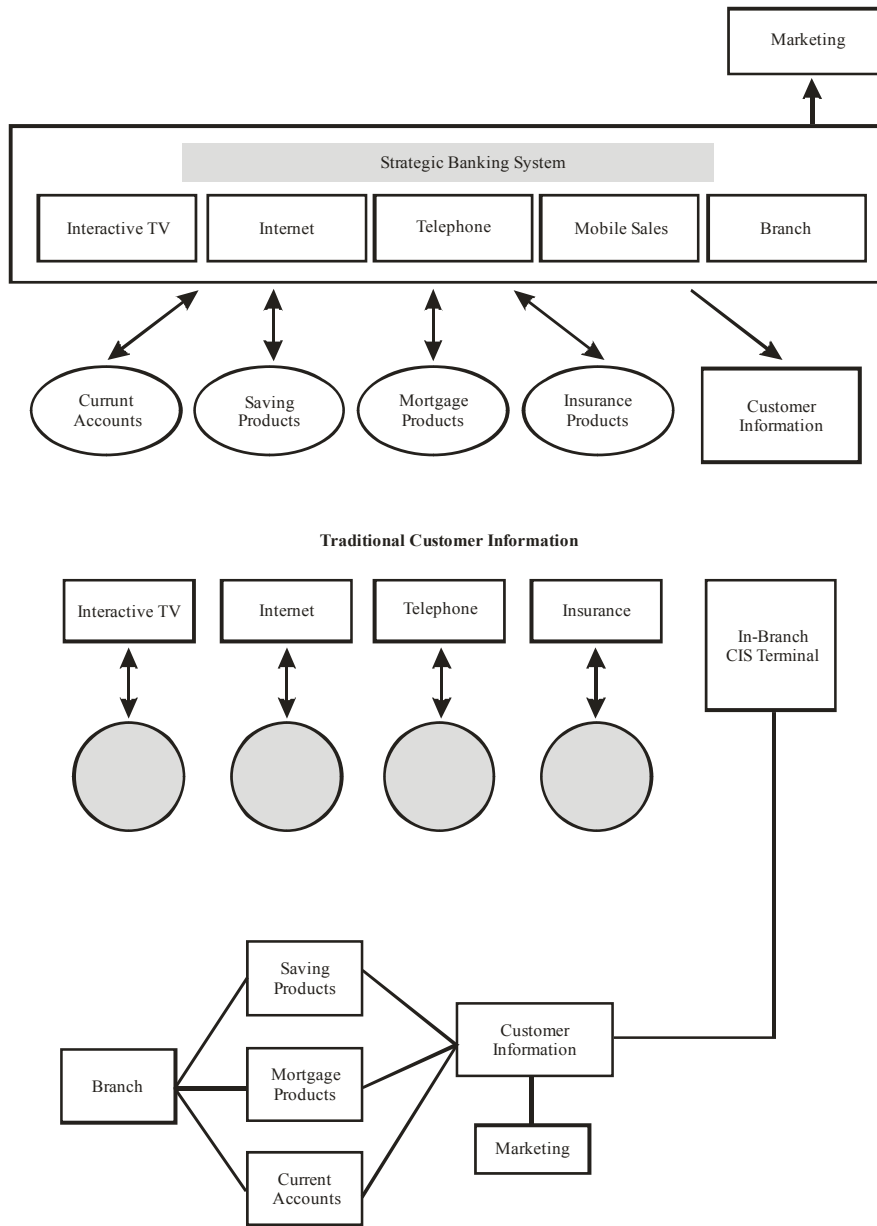 Marketing
Strategic Banking System
Interactive TV
Internet
Telephone
Mobile Sales
Branch
Currunt
Accounts
Saving
Products
Mortgage
Products
Insurance
Products
Customer
Information
Traditional Customer Information
Interactive TV
Internet
Telephone
Insurance
In-Branch
CIS Terminal
Saving
Products
Customer
Information
Branch
Mortgage
Products
Marketing
Current
Accounts